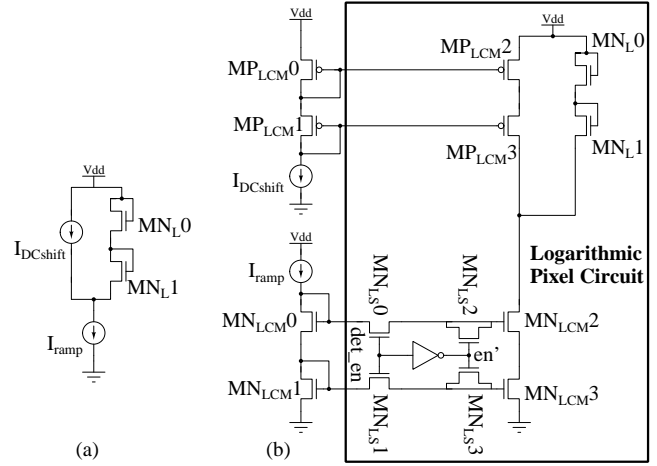 Vdd
MN_L0
MN_L1
I_DCshift
I_ramp
(a)
Vdd
MP_LCM0
MP_LCM1
I_DCshift
Vdd
MP_LCM2
MP_LCM3
MN_L0
MN_L1
Logarithmic
Pixel Circuit
Vdd
I_ramp
MN_LCM0
MN_LCM1
MN_LS0
MN_LS2
det_en
en'
MN_LS1
MN_LS3
MN_LCM2
MN_LCM3
(b)